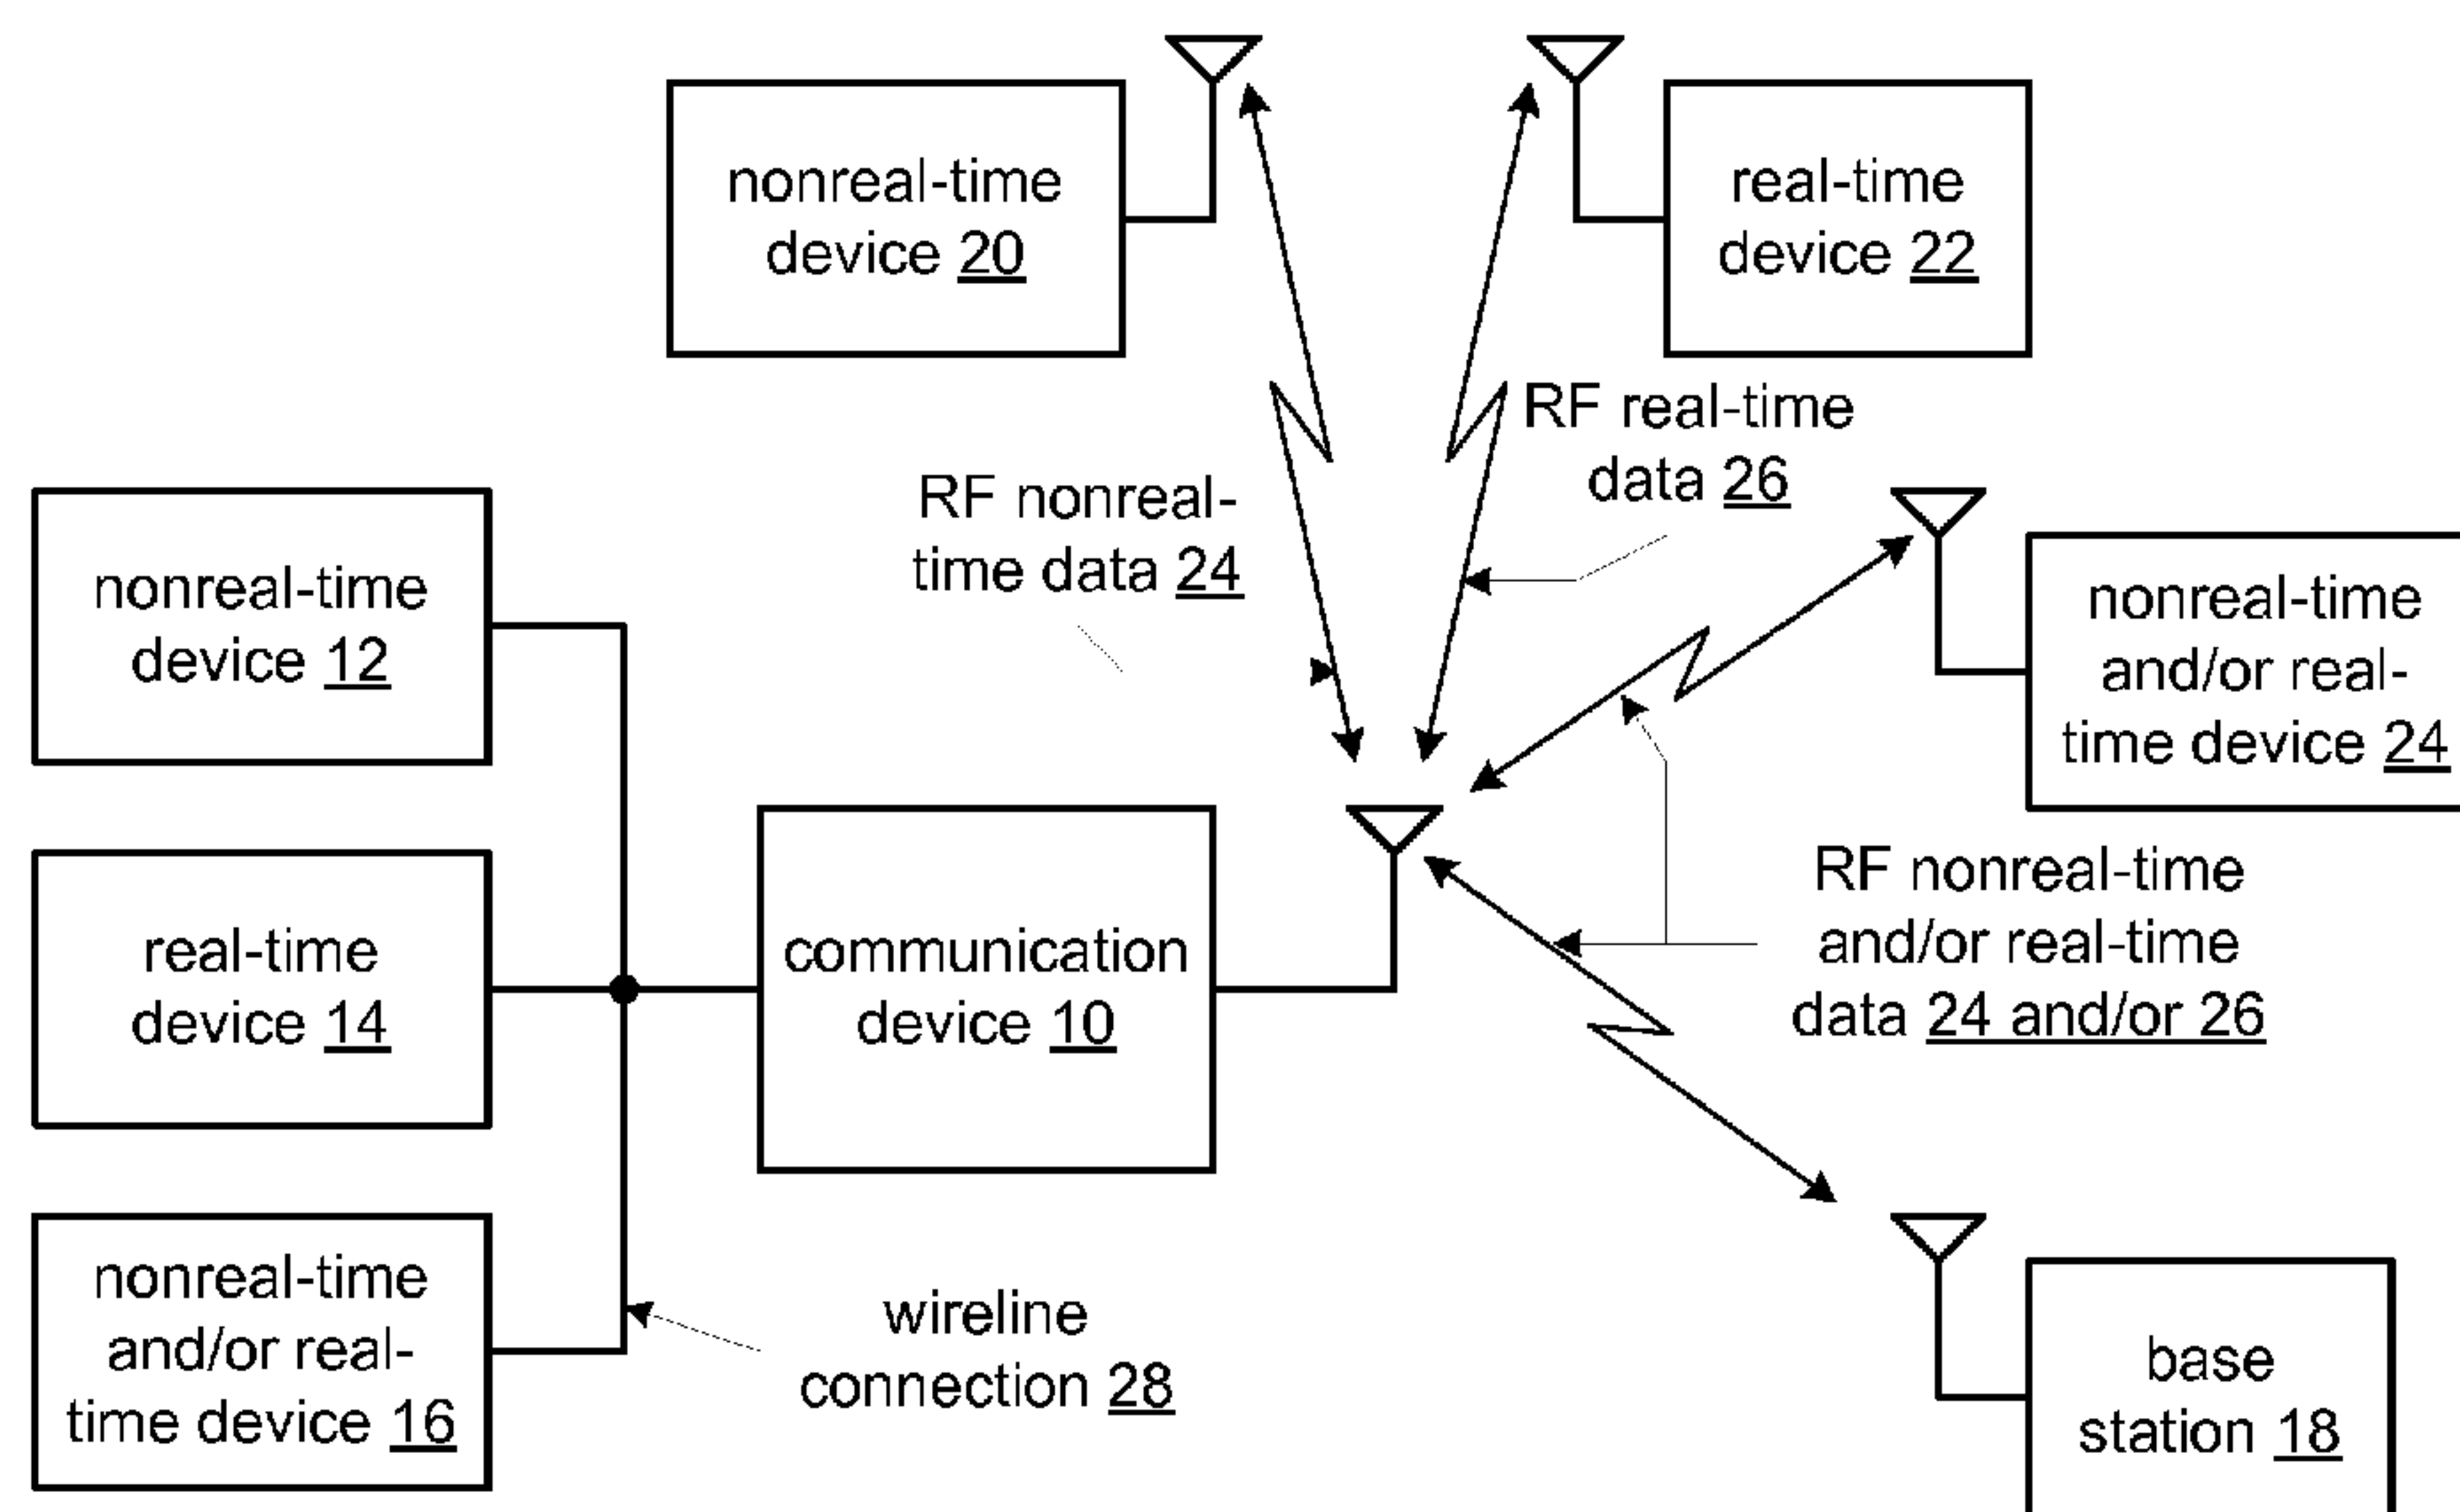 nonreal-time
device 20
real-time
device 22
RF real-time
data 26
RF nonreal-
time data 24
nonreal-time
device 12
nonreal-time
and/or real-
time device 24
real-time
device 14
communication
device 10
RF nonreal-time
and/or real-time
data 24 and/or 26
nonreal-time
and/or real-
time device 16
wireline
connection 28
base
station 18